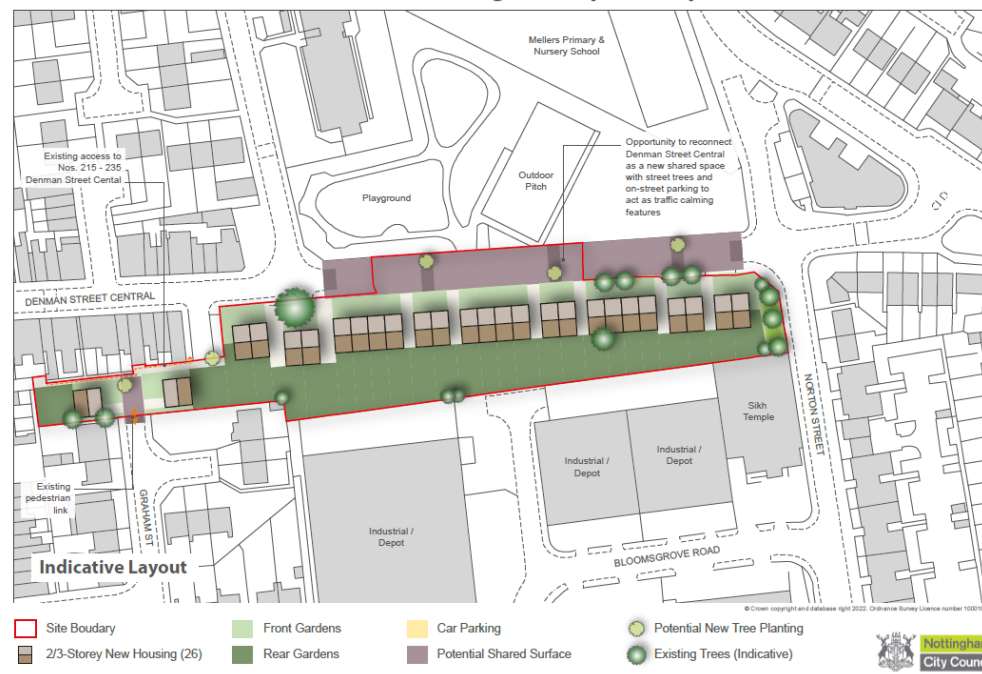 Mellers Primary &
Nursery School
Existing access to
Nos. 215 - 235
Denman Street Cental
Opportunity to reconnect
Denman Street Central
as a new shared space
with street trees and
on-street parking to
act as traffic calming
features
Outdoor
Pitch
Playground
DENMAN STREET CENTRAL
NORTON STREET
Sikh
Temple
Industrial /
Depot
Industrial /
Depot
Existing
pedestrian
link
GRAHAM ST
Industrial /
Depot
BLOOMSGROVE ROAD
Indicative Layout
© Crown copyright and database right 2022. Ordnance Survey Licence number
Site Boudary
Front Gardens
Car Parking
Potential New Tree Planting
2/3-Storey New Housing (26)
Rear Gardens
Potential Shared Surface
Existing Trees (Indicative)
Nottingham
City Counc